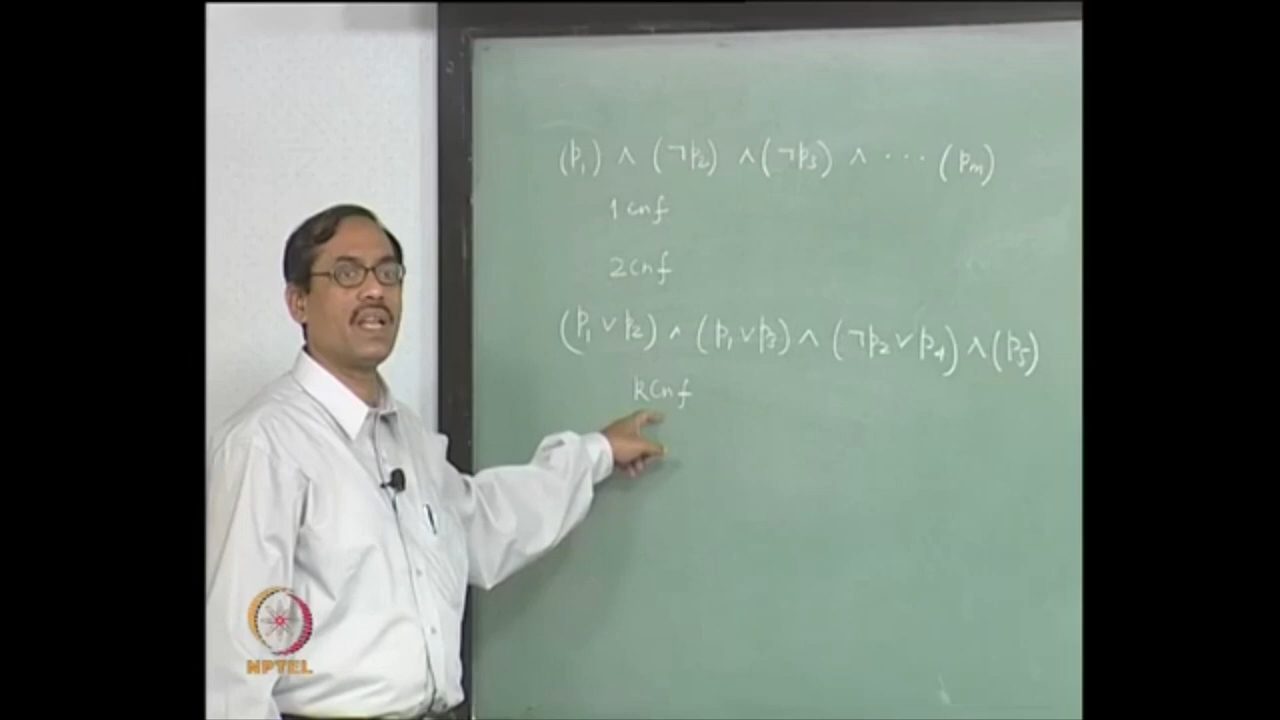 (p₁) ∧ (¬p₂) ∧ (¬p₃) ∧ ⋯ (pₘ)
1 cnf
2 cnf
(p₁ ∨ p₂) ∧ (p₁ ∨ p₃) ∧ (¬p₂ ∨ p₄) ∧ (p₅)
k cnf
NPTEL